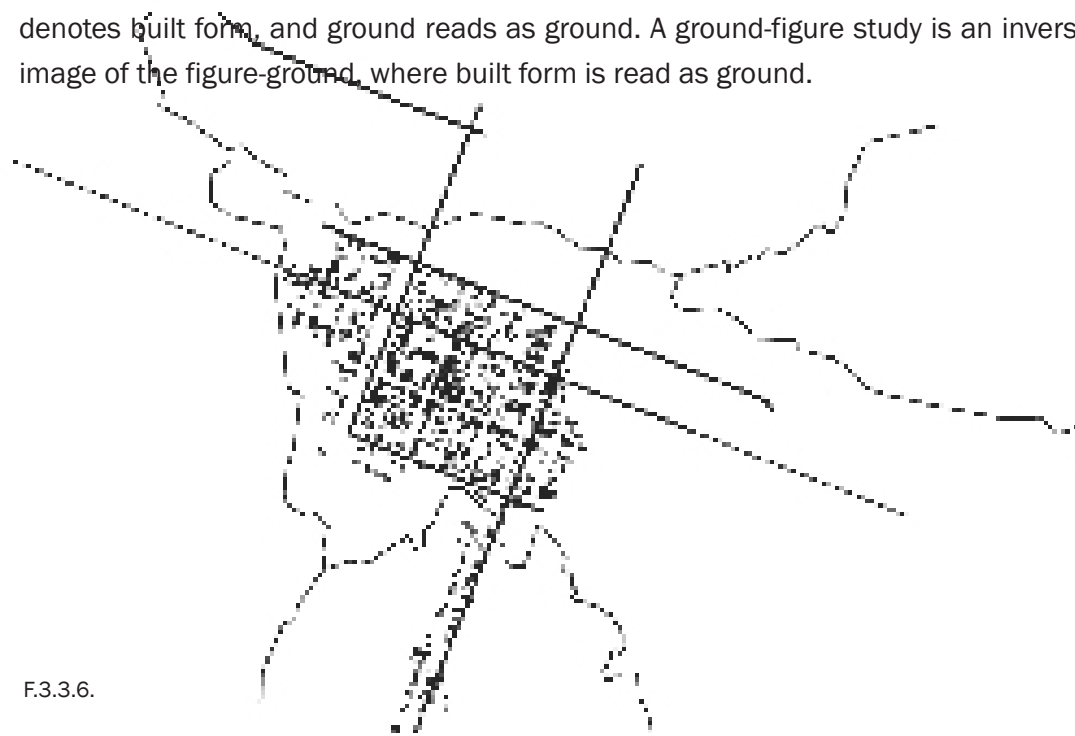 denotes built form, and ground reads as ground. A ground-figure study is an invers
image of the figure-ground, where built form is read as ground.
F.3.3.6.